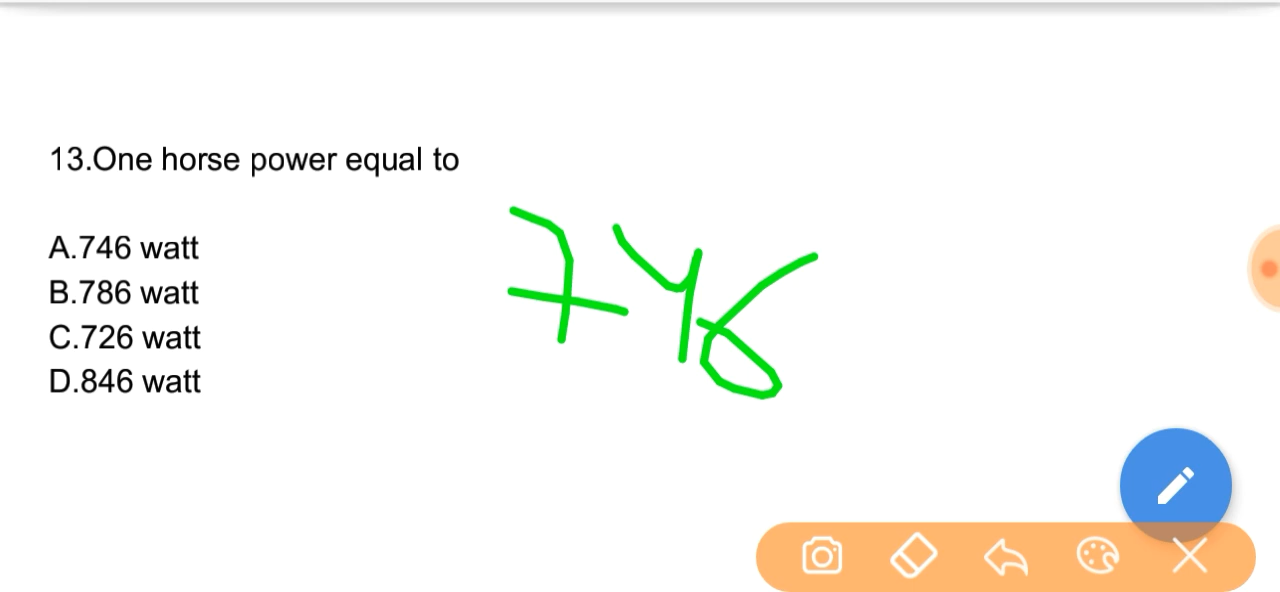 13.One horse power equal to
746
A.746 watt
B.786 watt
C.726 watt
D.846 watt